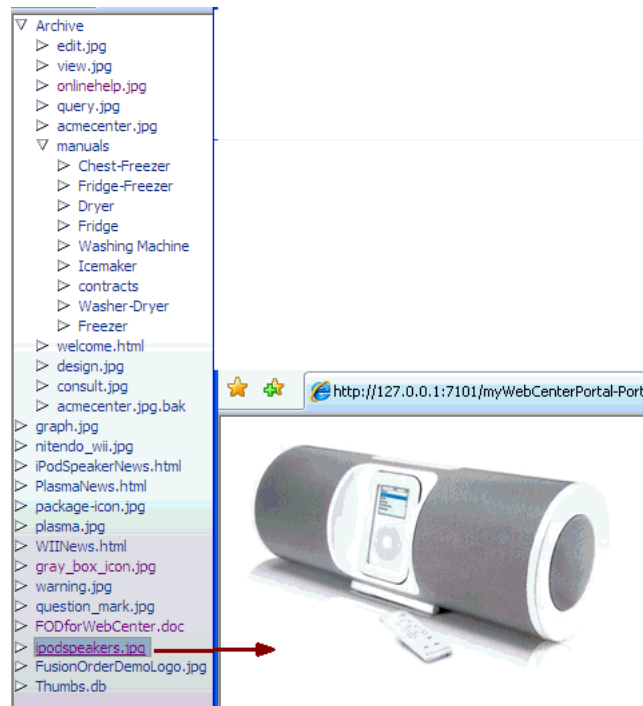 Archive
edit.jpg
view.jpg
onlinehelp.jpg
query.jpg
acmecenter.jpg
manuals
Chest-Freezer
Fridge-Freezer
Dryer
Fridge
Washing Machine
Icemaker
contracts
Washer-Dryer
Freezer
welcome.html
design.jpg
consult.jpg
acmecenter.jpg.bak
graph.jpg
nitendo_wii.jpg
iPodSpeakerNews.html
PlasmaNews.html
package-icon.jpg
plasma.jpg
WIINews.html
gray_box_icon.jpg
warning.jpg
question_mark.jpg
FODforWebCenter.doc
ipodspeakers.jpg
FusionOrderDemoLogo.jpg
Thumbs.db
http://127.0.0.1:7101/myWebCenterPortal-Port